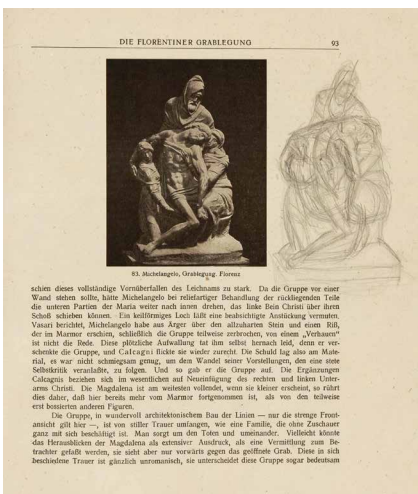 DIE FLORENTINER GRABLEGUNG 93
83. Michelangelo, Grablegung. Florenz
schien dieses vollständige Vornüberfallen des Leichnams zu stark. Da die Gruppe vor einer
Wand stehen sollte, hätte Michelangelo bei reliefartiger Behandlung der rückliegenden Teile
die unteren Partien der Maria weiter nach innen drehen, das linke Bein Christi über ihren
Schoß schieben können. Ein keilförmiges Loch läßt eine beabsichtigte Anstückung vermuten.
Vasari berichtet, Michelangelo habe aus Ärger über den allzuharten Stein und einen Riß,
der im Marmor erschien, schließlich die Gruppe teilweise zerbrochen, von einem „Verhauen"
ist nicht die Rede. Diese plötzliche Aufwallung tat ihm selbst hernach leid, denn er ver-
schenkte die Gruppe, und Calcagni flickte sie wieder zurecht. Die Schuld lag also am Mate-
rial, es war nicht schmiegsam genug, um dem Wandel seiner Vorstellungen, den eine stete
Selbstkritik veranlaßte, zu folgen. Und so gab er die Gruppe auf. Die Ergänzungen
Calcagnis beziehen sich im wesentlichen auf Neueinfügung des rechten und linken Unter-
arms Christi. Die Magdalena ist am weitesten vollendet, wenn sie kleiner erscheint, so rührt
dies daher, daß hier bereits mehr vom Marmor fortgenommen ist, als von den teilweise
erst bossierten anderen Figuren.
Die Gruppe, in wundervoll architektonischem Bau der Linien — nur die strenge Front-
ansicht gilt hier —, ist von stiller Trauer umfangen, wie eine Familie, die ohne Zuschauer
ganz mit sich beschäftigt ist. Man sorgt um den Toten und umeinander. Vielleicht könnte
das Herausblicken der Magdalena als extensiver Ausdruck, als eine Vermittlung zum Be-
trachter gefaßt werden, sie sieht aber nur vorwärts gegen das geöffnete Grab. Diese in sich
beschiedene Trauer ist gänzlich unromanisch, sie unterscheidet diese Gruppe sogar bedeutsam